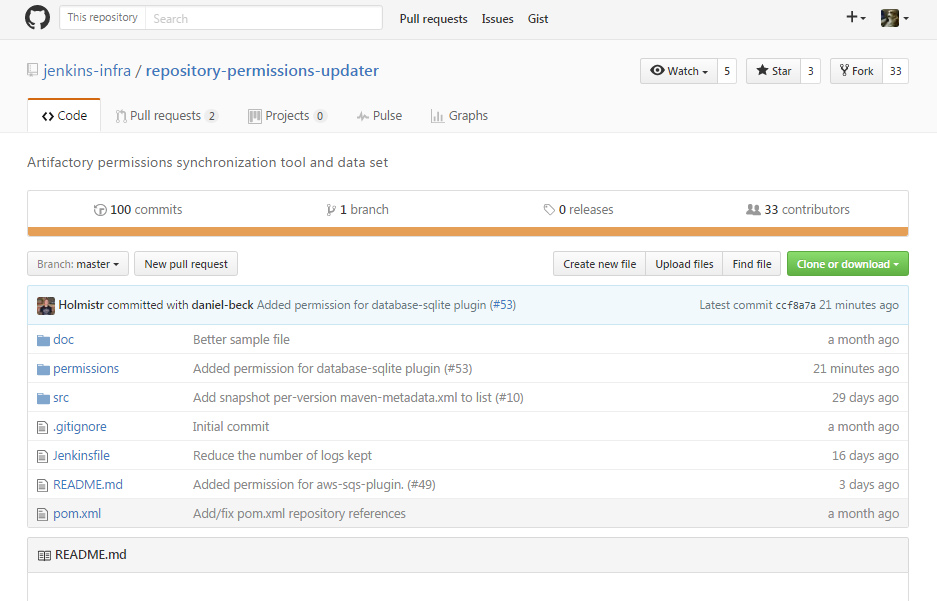 This repository Search Pull requests Issues Gist
jenkins-infra / repository-permissions-updater Watch 5 Star 3 Fork 33
Code Pull requests 2 Projects 0 Pulse Graphs
Artifactory permissions synchronization tool and data set
100 commits 1 branch 0 releases 33 contributors
Branch: master New pull request Create new file Upload files Find file Clone or download
Holmistr committed with daniel-beck Added permission for database-sqlite plugin (#53) Latest commit ccf8a7a 21 minutes ago
doc Better sample file a month ago
permissions Added permission for database-sqlite plugin (#53) 21 minutes ago
src Add snapshot per-version maven-metadata.xml to list (#10) 29 days ago
.gitignore Initial commit a month ago
Jenkinsfile Reduce the number of logs kept 16 days ago
README.md Added permission for aws-sqs-plugin. (#49) 3 days ago
pom.xml Add/fix pom.xml repository references a month ago
README.md